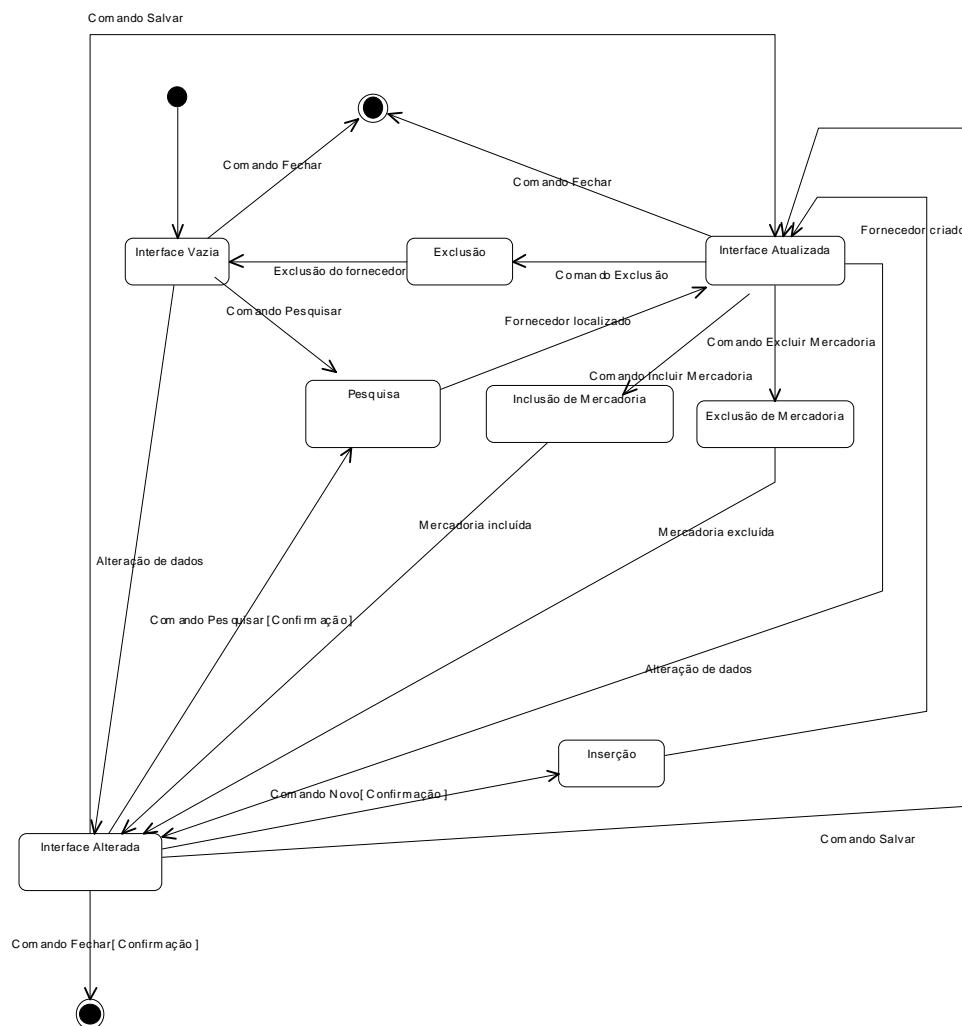 Comando Salvar
Comando Fechar
Comando Fechar
Fornecedor criado
Interface Vazia
Exclusão
Interface Atualizada
Exclusão do fornecedor
Comando Exclusão
Comando Pesquisar
Fornecedor localizado
Comando Excluir Mercadoria
Comando Incluir Mercadoria
Pesquisa
Inclusão de Mercadoria
Exclusão de Mercadoria
Mercadoria incluída
Mercadoria excluída
Alteração de dados
Comando Pesquisar[Confirmação]
Alteração de dados
Inserção
Comando Novo[Confirmação]
Comando Salvar
Interface Alterada
Comando Fechar[Confirmação]